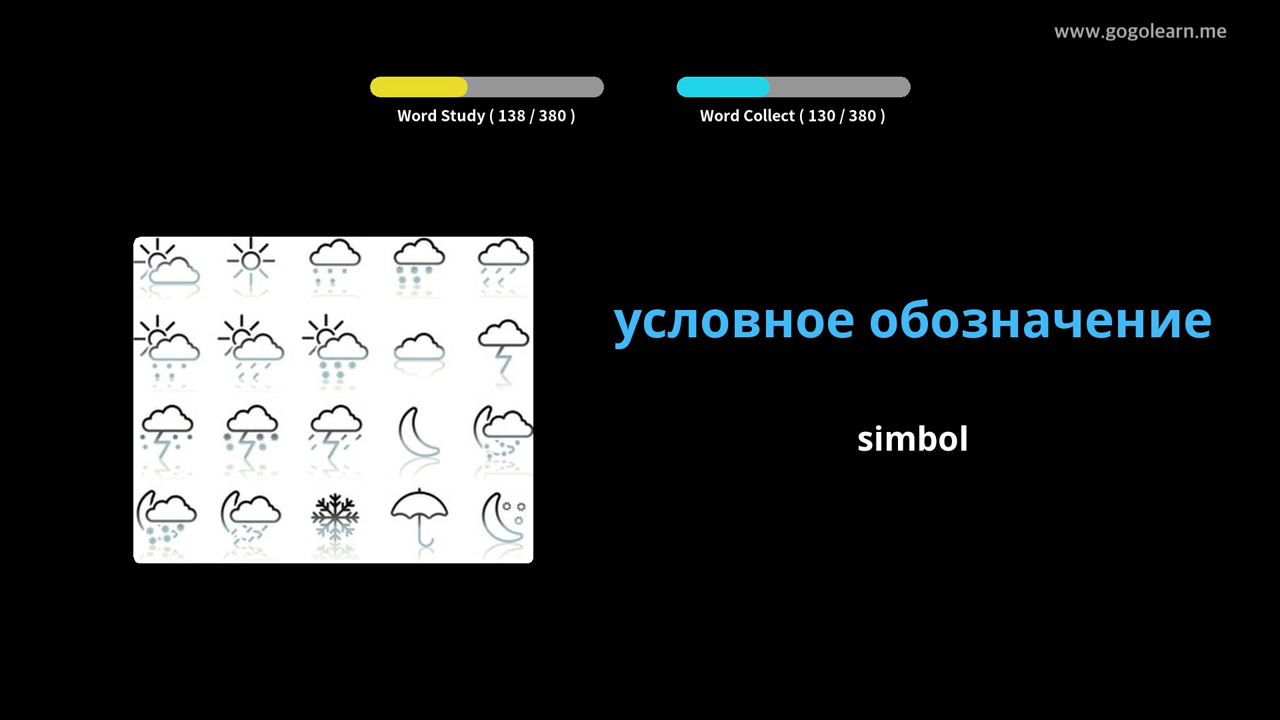 www.gogolearn.me
Word Study ( 138 / 380 )
Word Collect ( 130 / 380 )
условное обозначение
simbol